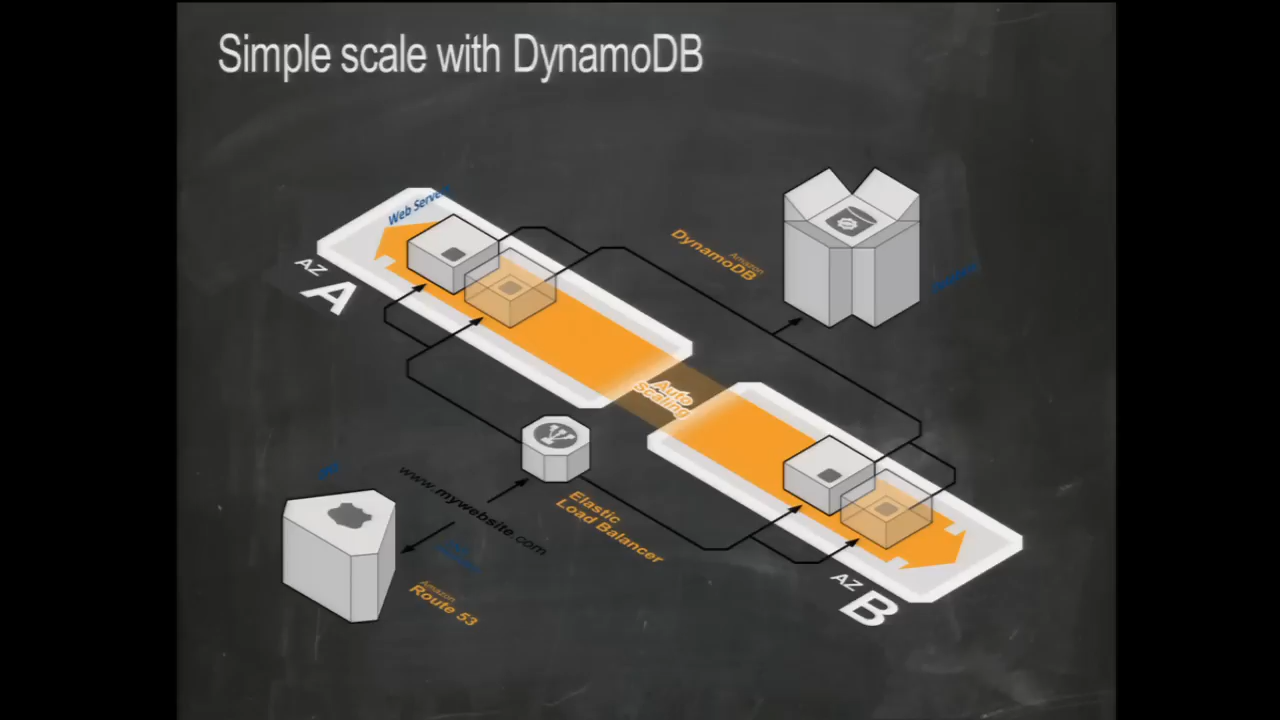 Simple scale with DynamoDB
Web Server
AZ
A
Amazon
DynamoDB
Auto
Scaling
www.mywebsite.com
Elastic
Load Balancer
Amazon
Route 53
AZ
B